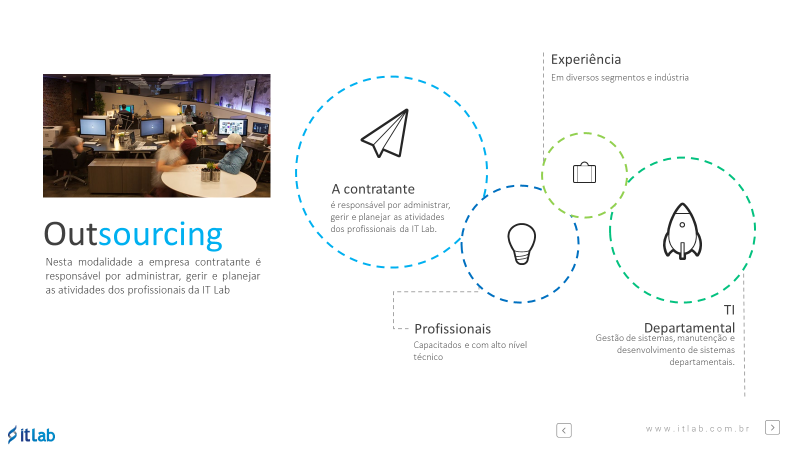 Outsourcing
Nesta modalidade a empresa contratante é
responsável por administrar, gerir e planejar
as atividades dos profissionais da IT Lab
A contratante
é responsável por administrar,
gerir e planejar as atividades
dos profissionais da IT Lab.
Experiência
Em diversos segmentos e indústria
Profissionais
Capacitados e com alto nível
técnico
TI
Departamental
Gestão de sistemas, manutenção e
desenvolvimento de sistemas
departamentais.
itlab
www.itlab.com.br